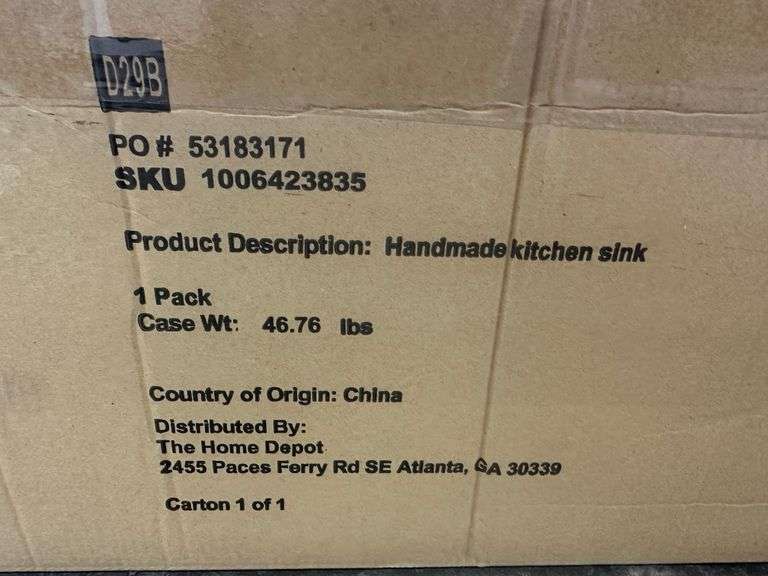 D29B
PO # 53183171
SKU 1006423835
Product Description: Handmade kitchen sink
1 Pack
Case Wt: 46.76 lbs
Country of Origin: China
Distributed By:
The Home Depot
2455 Paces Ferry Rd SE Atlanta, GA 30339
Carton 1 of 1